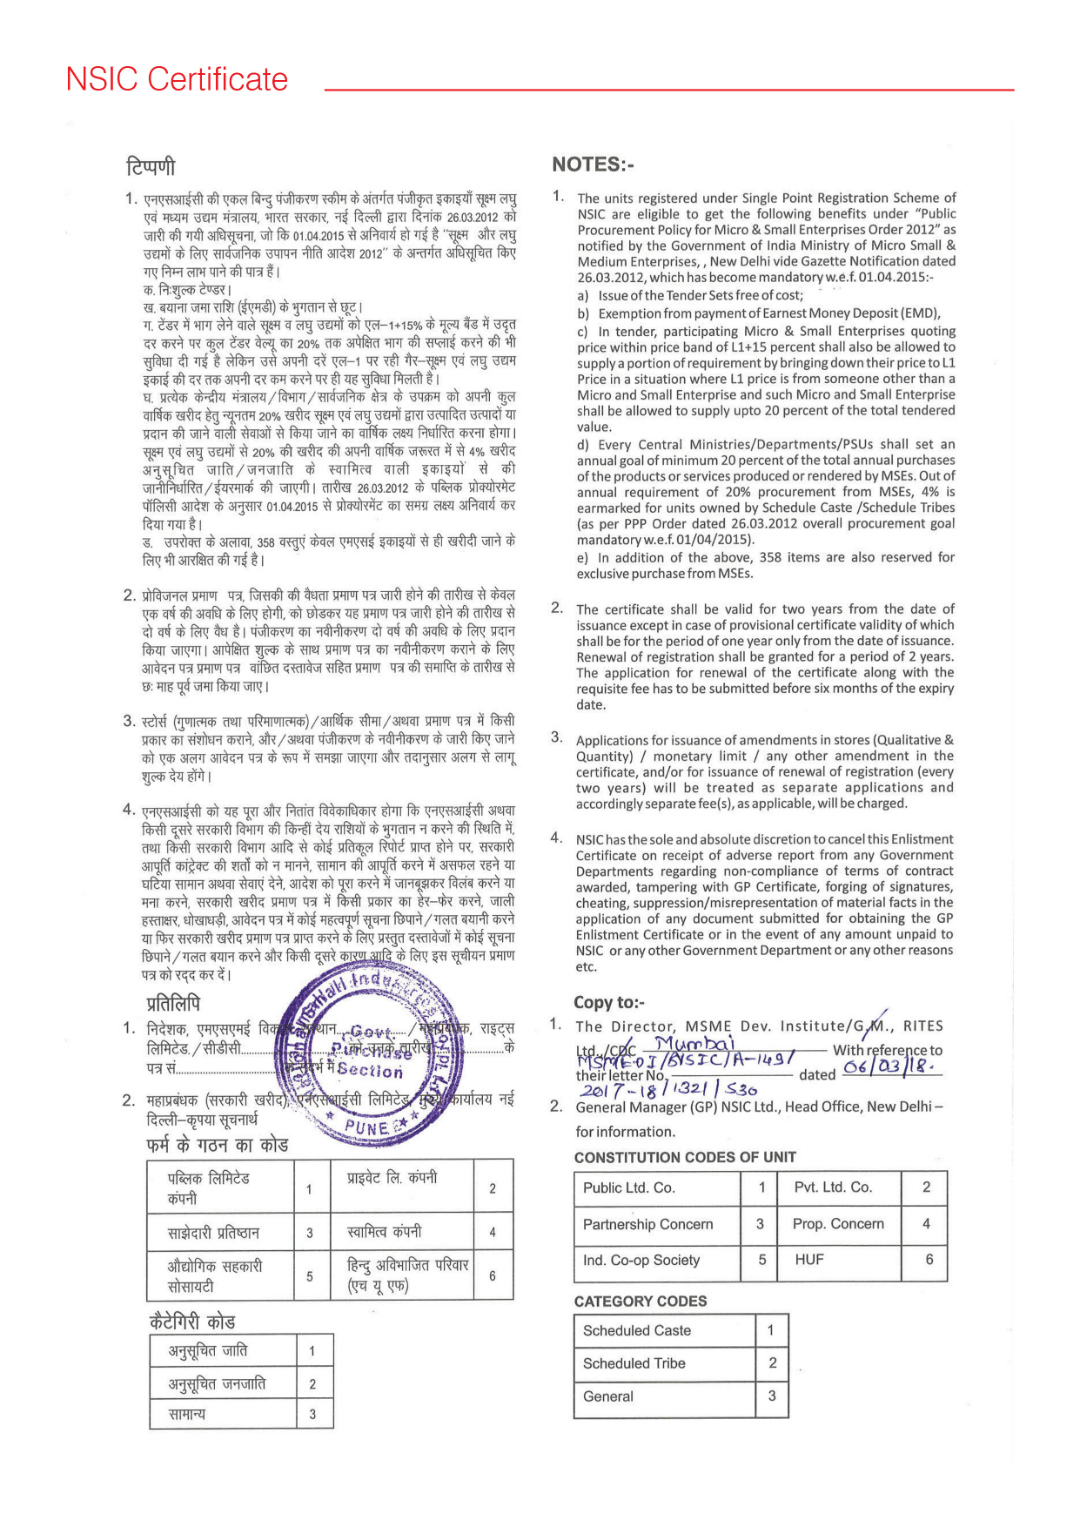 NSIC Certificate
टिप्पणी
1. एनएसआईसी की एकल बिन्दु पंजीकरण स्कीम के अंतर्गत पंजीकृत इकाइयाँ सूक्ष्म लघु
एवं मध्यम उद्यम मंत्रालय, भारत सरकार, नई दिल्ली द्वारा दिनांक 26.03.2012 को
जारी की गयी अधिसूचना, जो कि 01.04.2015 से अनिवार्य हो गई है "सूक्ष्म और लघु
उद्यमों के लिए सार्वजनिक उपापन नीति आदेश 2012" के अन्तर्गत अधिसूचित किए
गए निम्न लाभ पाने की पात्र हैं।
क. निःशुल्क टेण्डर।
ख. बयाना जमा राशि (ईएमडी) के भुगतान से छूट।
ग. टेंडर में भाग लेने वाले सूक्ष्म व लघु उद्यमों को एल–1+15% के मूल्य बैंड में उदृत
दर करने पर कुल टेंडर वेल्यू का 20% तक अपेक्षित भाग की सप्लाई करने की भी
सुविधा दी गई है लेकिन उसे अपनी दरें एल–1 पर रही गैर–सूक्ष्म एवं लघु उद्यम
इकाई की दर तक अपनी दर कम करने पर ही यह सुविधा मिलती है।
घ. प्रत्येक केन्द्रीय मंत्रालय/विभाग/सार्वजनिक क्षेत्र के उपक्रम को अपनी कुल
वार्षिक खरीद हेतु न्यूनतम 20% खरीद सूक्ष्म एवं लघु उद्यमों द्वारा उत्पादित उत्पादों या
प्रदान की जाने वाली सेवाओं से किया जाने का वार्षिक लक्ष्य निर्धारित करना होगा।
सूक्ष्म एवं लघु उद्यमों से 20% की खरीद की अपनी वार्षिक जरूरत में से 4% खरीद
अनुसूचित जाति/जनजाति के स्वामित्व वाली इकाइयों से की
जानीनिर्धारित/ईयरमार्क की जाएगी। तारीख 26.03.2012 के पब्लिक प्रोक्योरमेट
पॉलिसी आदेश के अनुसार 01.04.2015 से प्रोक्योरमेंट का समग्र लक्ष्य अनिवार्य कर
दिया गया है।
ड. उपरोक्त के अलावा, 358 वस्तुएं केवल एमएसई इकाइयों से ही खरीदी जाने के
लिए भी आरक्षित की गई है।
2. प्रोविजनल प्रमाण पत्र, जिसकी की वैधता प्रमाण पत्र जारी होने की तारीख से केवल
एक वर्ष की अवधि के लिए होगी, को छोडकर यह प्रमाण पत्र जारी होने की तारीख से
दो वर्ष के लिए वैध है। पंजीकरण का नवीनीकरण दो वर्ष की अवधि के लिए प्रदान
किया जाएगा। आपेक्षित शुल्क के साथ प्रमाण पत्र का नवीनीकरण कराने के लिए
आवेदन पत्र प्रमाण पत्र वांछित दस्तावेज सहित प्रमाण पत्र की समाप्ति के तारीख से
छः माह पूर्व जमा किया जाए।
3. स्टोर्स (गुणात्मक तथा परिमाणात्मक)/आर्थिक सीमा/अथवा प्रमाण पत्र में किसी
प्रकार का संशोधन कराने, और/अथवा पंजीकरण के नवीनीकरण के जारी किए जाने
को एक अलग आवेदन पत्र के रूप में समझा जाएगा और तदानुसार अलग से लागू
शुल्क देय होंगे।
4. एनएसआईसी को यह पूरा और नितांत विवेकाधिकार होगा कि एनएसआईसी अथवा
किसी दूसरे सरकारी विभाग की किन्हीं देय राशियों के भुगतान न करने की स्थिति में,
तथा किसी सरकारी विभाग आदि से कोई प्रतिकूल रिपोर्ट प्राप्त होने पर, सरकारी
आपूर्ति कांट्रेक्ट की शर्तों को न मानने, सामान की आपूर्ति करने में असफल रहने या
घटिया सामान अथवा सेवाएं देने, आदेश को पूरा करने में जानबूझकर विलंब करने या
मना करने, सरकारी खरीद प्रमाण पत्र में किसी प्रकार का हेर–फेर करने, जाली
हस्ताक्षर, धोखाधड़ी, आवेदन पत्र में कोई महत्वपूर्ण सूचना छिपाने/गलत बयानी करने
या फिर सरकारी खरीद प्रमाण पत्र प्राप्त करने के लिए प्रस्तुत दस्तावेजों में कोई सूचना
छिपाने/गलत बयान करने और किसी दूसरे कारण आदि के लिए इस सूचीयन प्रमाण
पत्र को रदद कर दें।
प्रतिलिपि
1. निदेशक, एमएसएमई विकास संस्थान............/महाप्रबंधक, राइट्स
लिमिटेड./सीडीसी............को उनके तारीख............के
पत्र सं............के संदर्भ में
Govt. Purchase Section
PUNE
2. महाप्रबंधक (सरकारी खरीद), एनएसआईसी लिमिटेड, मुख्य कार्यालय नई
दिल्ली–कृपया सूचनार्थ
फर्म के गठन का कोड
पब्लिक लिमिटेड कंपनी 1 प्राइवेट लि. कंपनी 2
साझेदारी प्रतिष्ठान 3 स्वामित्व कंपनी 4
औद्योगिक सहकारी सोसायटी 5 हिन्दु अविभाजित परिवार (एच यू एफ) 6
कैटेगिरी कोड
अनुसूचित जाति 1
अनुसूचित जनजाति 2
सामान्य 3
NOTES:-
1. The units registered under Single Point Registration Scheme of
NSIC are eligible to get the following benefits under "Public
Procurement Policy for Micro & Small Enterprises Order 2012" as
notified by the Government of India Ministry of Micro Small &
Medium Enterprises, , New Delhi vide Gazette Notification dated
26.03.2012, which has become mandatory w.e.f. 01.04.2015:-
a) Issue of the Tender Sets free of cost;
b) Exemption from payment of Earnest Money Deposit (EMD),
c) In tender, participating Micro & Small Enterprises quoting
price within price band of L1+15 percent shall also be allowed to
supply a portion of requirement by bringing down their price to L1
Price in a situation where L1 price is from someone other than a
Micro and Small Enterprise and such Micro and Small Enterprise
shall be allowed to supply upto 20 percent of the total tendered
value.
d) Every Central Ministries/Departments/PSUs shall set an
annual goal of minimum 20 percent of the total annual purchases
of the products or services produced or rendered by MSEs. Out of
annual requirement of 20% procurement from MSEs, 4% is
earmarked for units owned by Schedule Caste /Schedule Tribes
(as per PPP Order dated 26.03.2012 overall procurement goal
mandatory w.e.f. 01/04/2015).
e) In addition of the above, 358 items are also reserved for
exclusive purchase from MSEs.
2. The certificate shall be valid for two years from the date of
issuance except in case of provisional certificate validity of which
shall be for the period of one year only from the date of issuance.
Renewal of registration shall be granted for a period of 2 years.
The application for renewal of the certificate along with the
requisite fee has to be submitted before six months of the expiry
date.
3. Applications for issuance of amendments in stores (Qualitative &
Quantity) / monetary limit / any other amendment in the
certificate, and/or for issuance of renewal of registration (every
two years) will be treated as separate applications and
accordingly separate fee(s), as applicable, will be charged.
4. NSIC has the sole and absolute discretion to cancel this Enlistment
Certificate on receipt of adverse report from any Government
Departments regarding non-compliance of terms of contract
awarded, tampering with GP Certificate, forging of signatures,
cheating, suppression/misrepresentation of material facts in the
application of any document submitted for obtaining the GP
Enlistment Certificate or in the event of any amount unpaid to
NSIC or any other Government Department or any other reasons
etc.
Copy to:-
1. The Director, MSME Dev. Institute/G.M., RITES
Ltd./CDC Mumbai With reference to
MSME-DI/BYSIC/A-1497
their letter No. dated 06/03/18.
2017-18/1321/530
2. General Manager (GP) NSIC Ltd., Head Office, New Delhi –
for information.
CONSTITUTION CODES OF UNIT
Public Ltd. Co. 1 Pvt. Ltd. Co. 2
Partnership Concern 3 Prop. Concern 4
Ind. Co-op Society 5 HUF 6
CATEGORY CODES
Scheduled Caste 1
Scheduled Tribe 2
General 3